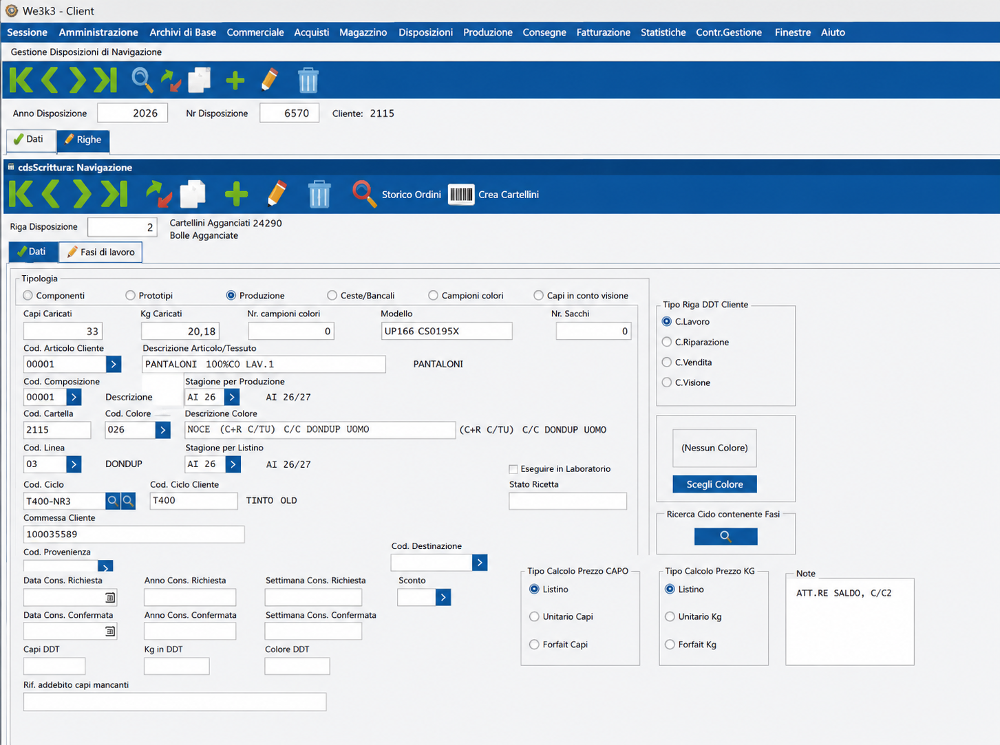 We3k3 - Client
Sessione Amministrazione Archivi di Base Commerciale Acquisti Magazzino Disposizioni Produzione Consegne Fatturazione Statistiche Contr.Gestione Finestre Aiuto
Gestione Disposizioni di Navigazione
Anno Disposizione 2026 Nr Disposizione 6570 Cliente: 2115
Dati Righe
cdsScrittura: Navigazione
Storico Ordini Crea Cartellini
Riga Disposizione 2 Cartellini Agganciati 24290
Bolle Agganciate
Dati Fasi di lavoro
Tipologia
Componenti Prototipi Produzione Ceste/Bancali Campioni colori Capi in conto visione
Tipo Riga DDT Cliente
C.Lavoro
C.Riparazione
C.Vendita
C.Visione
Capi Caricati Kg Caricati Nr. campioni colori Modello Nr. Sacchi
33 20,18 0 UP166 CS0195X 0
Cod. Articolo Cliente Descrizione Articolo/Tessuto
00001 PANTALONI 100%CO LAV.1 PANTALONI
Cod. Composizione Stagione per Produzione
00001 Descrizione AI 26 AI 26/27
Cod. Cartella Cod. Colore Descrizione Colore
2115 026 NOCE (C+R C/TU) C/C DONDUP UOMO (C+R C/TU) C/C DONDUP UOMO
Cod. Linea Stagione per Listino
03 DONDUP AI 26 AI 26/27
(Nessun Colore)
Scegli Colore
Eseguire in Laboratorio
Cod. Ciclo Cod. Ciclo Cliente Stato Ricetta
T400-NR3 T400 TINTO OLD
Ricerca Cido contenente Fasi
Commessa Cliente
100035589
Cod. Provenienza Cod. Destinazione
Data Cons. Richiesta Anno Cons. Richiesta Settimana Cons. Richiesta Sconto
Data Cons. Confermata Anno Cons. Confermata Settimana Cons. Confermata
Capi DDT Kg in DDT Colore DDT
Rif. addebito capi mancanti
Tipo Calcolo Prezzo CAPO
Listino
Unitario Capi
Forfait Capi
Tipo Calcolo Prezzo KG
Listino
Unitario Kg
Forfait Kg
Note
ATT.RE SALDO, C/C2